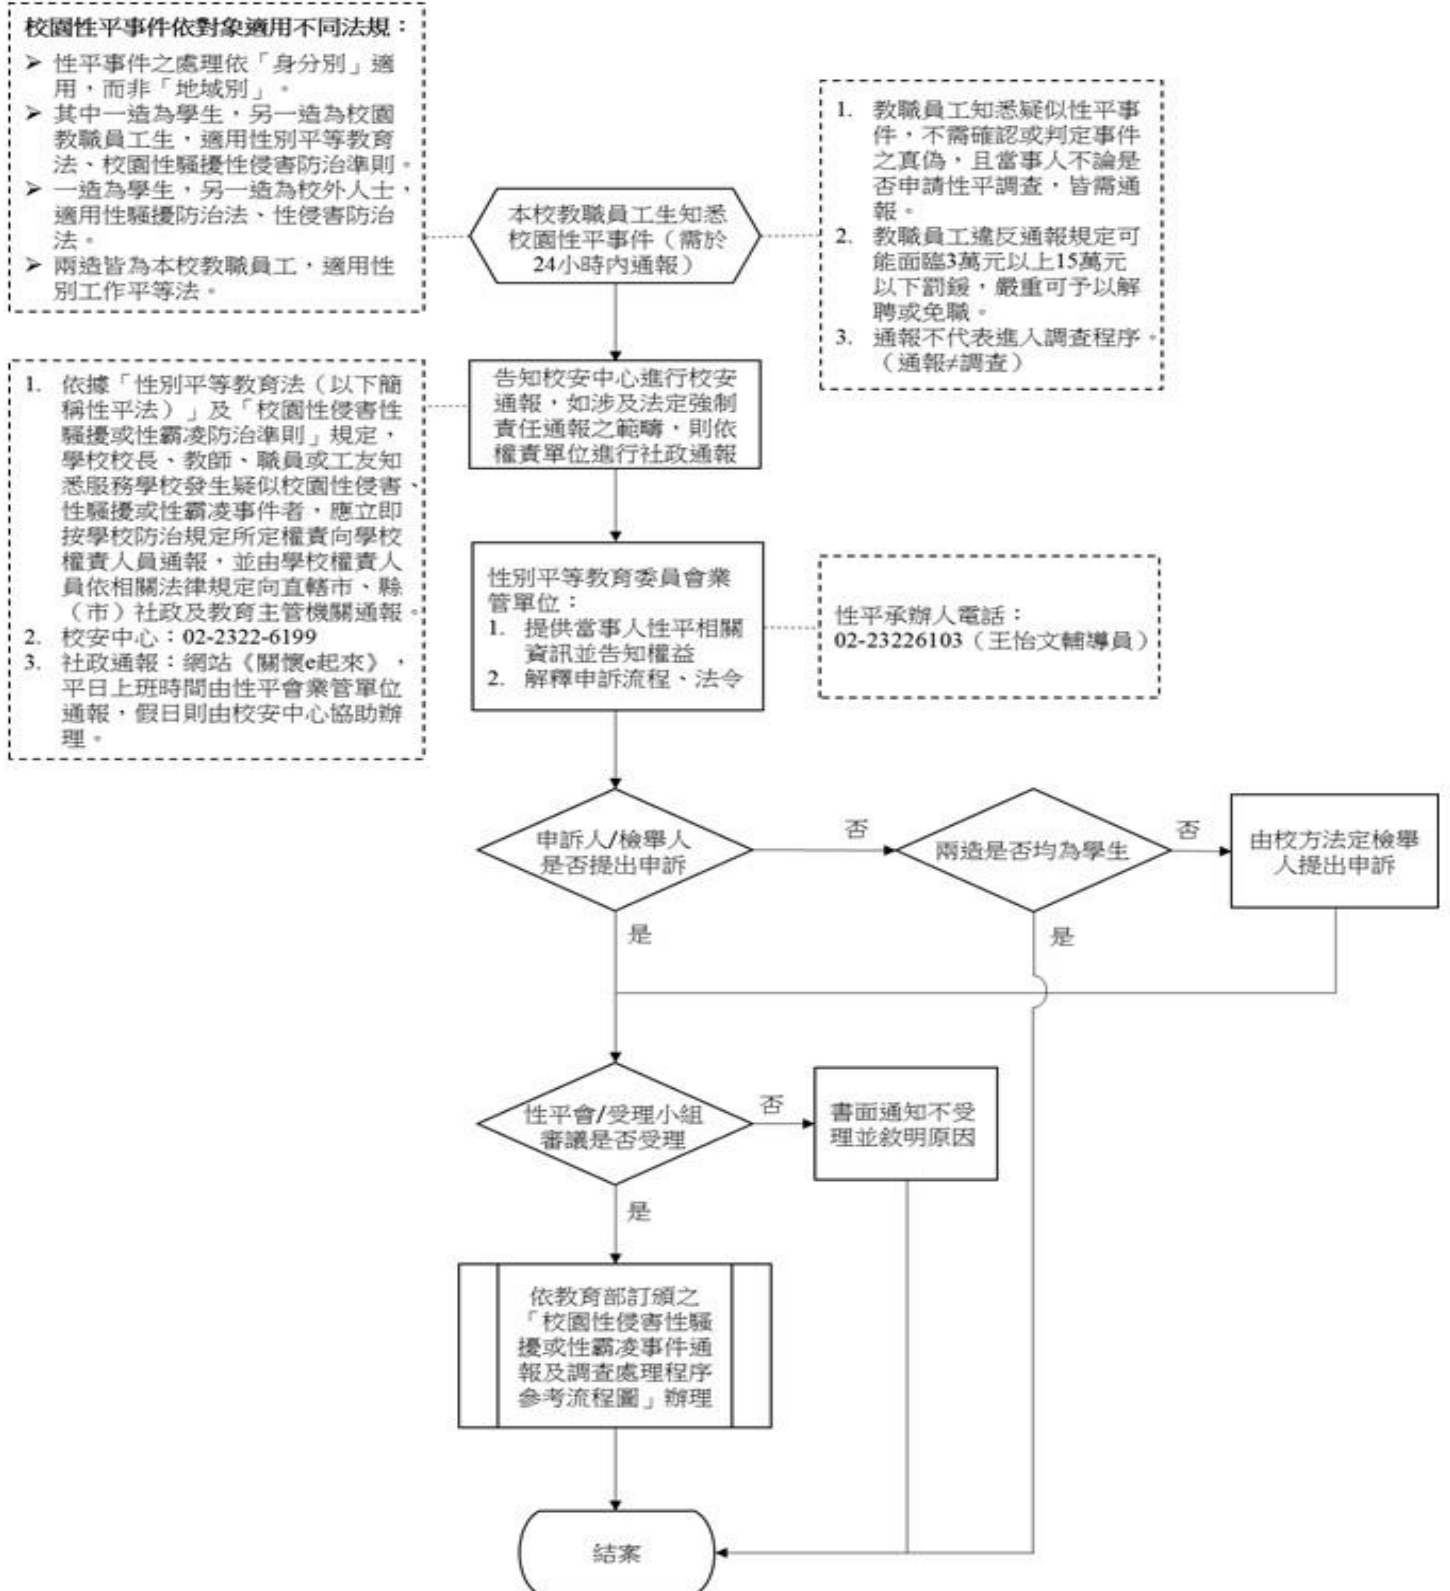 校園性平事件依對象適用不同法規：
➤ 性平事件之處理依「身分別」適
用，而非「地域別」。
➤ 其中一造為學生，另一造為校園
教職員工生，適用性別平等教育
法、校園性騷擾性侵害防治準則。
➤ 一造為學生，另一造為校外人士，
適用性騷擾防治法、性侵害防治
法。
➤ 兩造皆為本校教職員工，適用性
別工作平等法。
本校教職員工生知悉
校園性平事件（需於
24小時內通報）
1. 教職員工知悉疑似性平事
件，不需確認或判定事件
之真偽，且當事人不論是
否申請性平調查，皆需通
報。
2. 教職員工違反通報規定可
能面臨3萬元以上15萬元
以下罰鍰，嚴重可予以解
聘或免職。
3. 通報不代表進入調查程序。
（通報≠調查）
1. 依據「性別平等教育法（以下簡
稱性平法）」及「校園性侵害性
騷擾或性霸凌防治準則」規定，
學校校長、教師、職員或工友知
悉服務學校發生疑似校園性侵害、
性騷擾或性霸凌事件者，應立即
按學校防治規定所定權責向學校
權責人員通報，並由學校權責人
員依相關法律規定向直轄市、縣
（市）社政及教育主管機關通報。
2. 校安中心：02-2322-6199
3. 社政通報：網站《關懷e起來》，
平日上班時間由性平會業管單位
通報，假日則由校安中心協助辦
理。
告知校安中心進行校安
通報，如涉及法定強制
責任通報之範疇，則依
權責單位進行社政通報
性別平等教育委員會業
管單位：
1. 提供當事人性平相關
資訊並告知權益
2. 解釋申訴流程、法令
性平承辦人電話：
02-23226103（王怡文輔導員）
申訴人/檢舉人
是否提出申訴
否
兩造是否均為學生
否
由校方法定檢舉
人提出申訴
是
是
性平會/受理小組
審議是否受理
否
書面通知不受
理並敘明原因
是
依教育部訂頒之
「校園性侵害性騷
擾或性霸凌事件通
報及調查處理程序
參考流程圖」辦理
結案